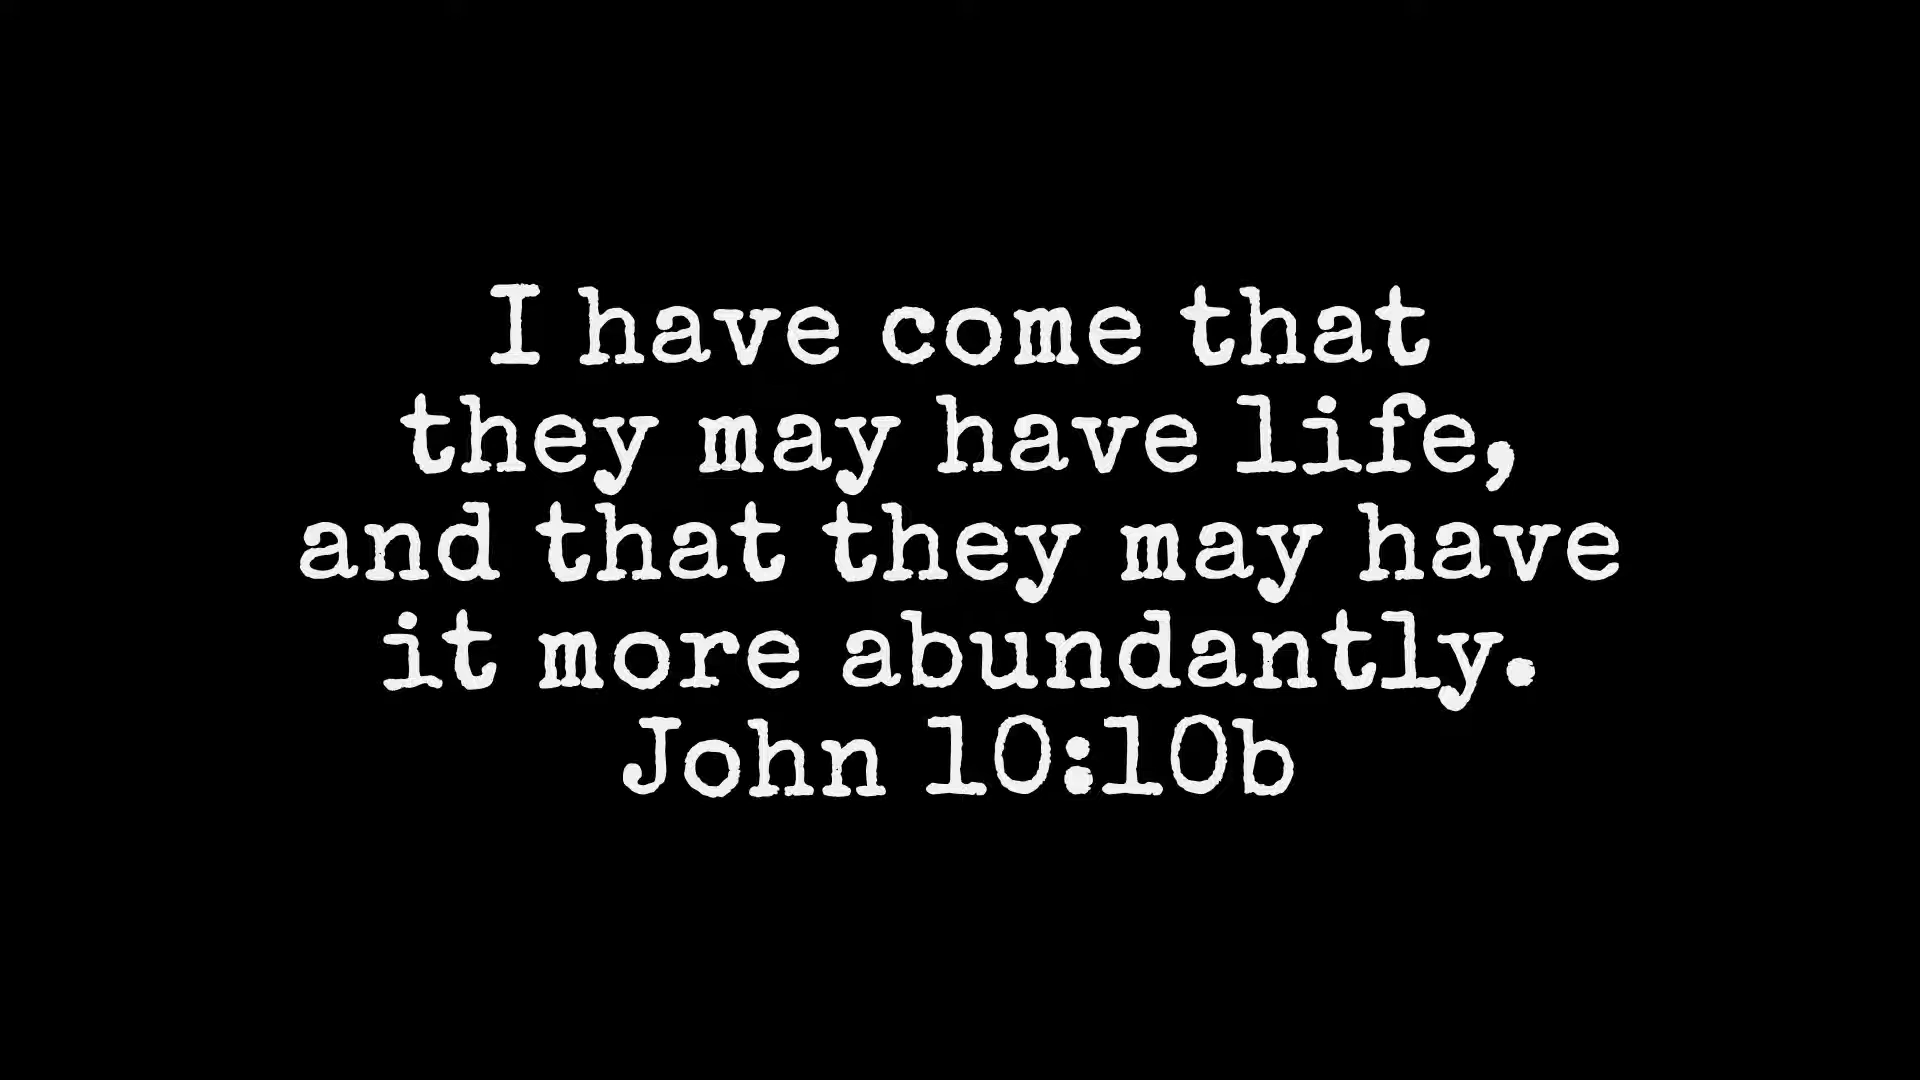 I have come that
they may have life,
and that they may have
it more abundantly.
John 10:10b